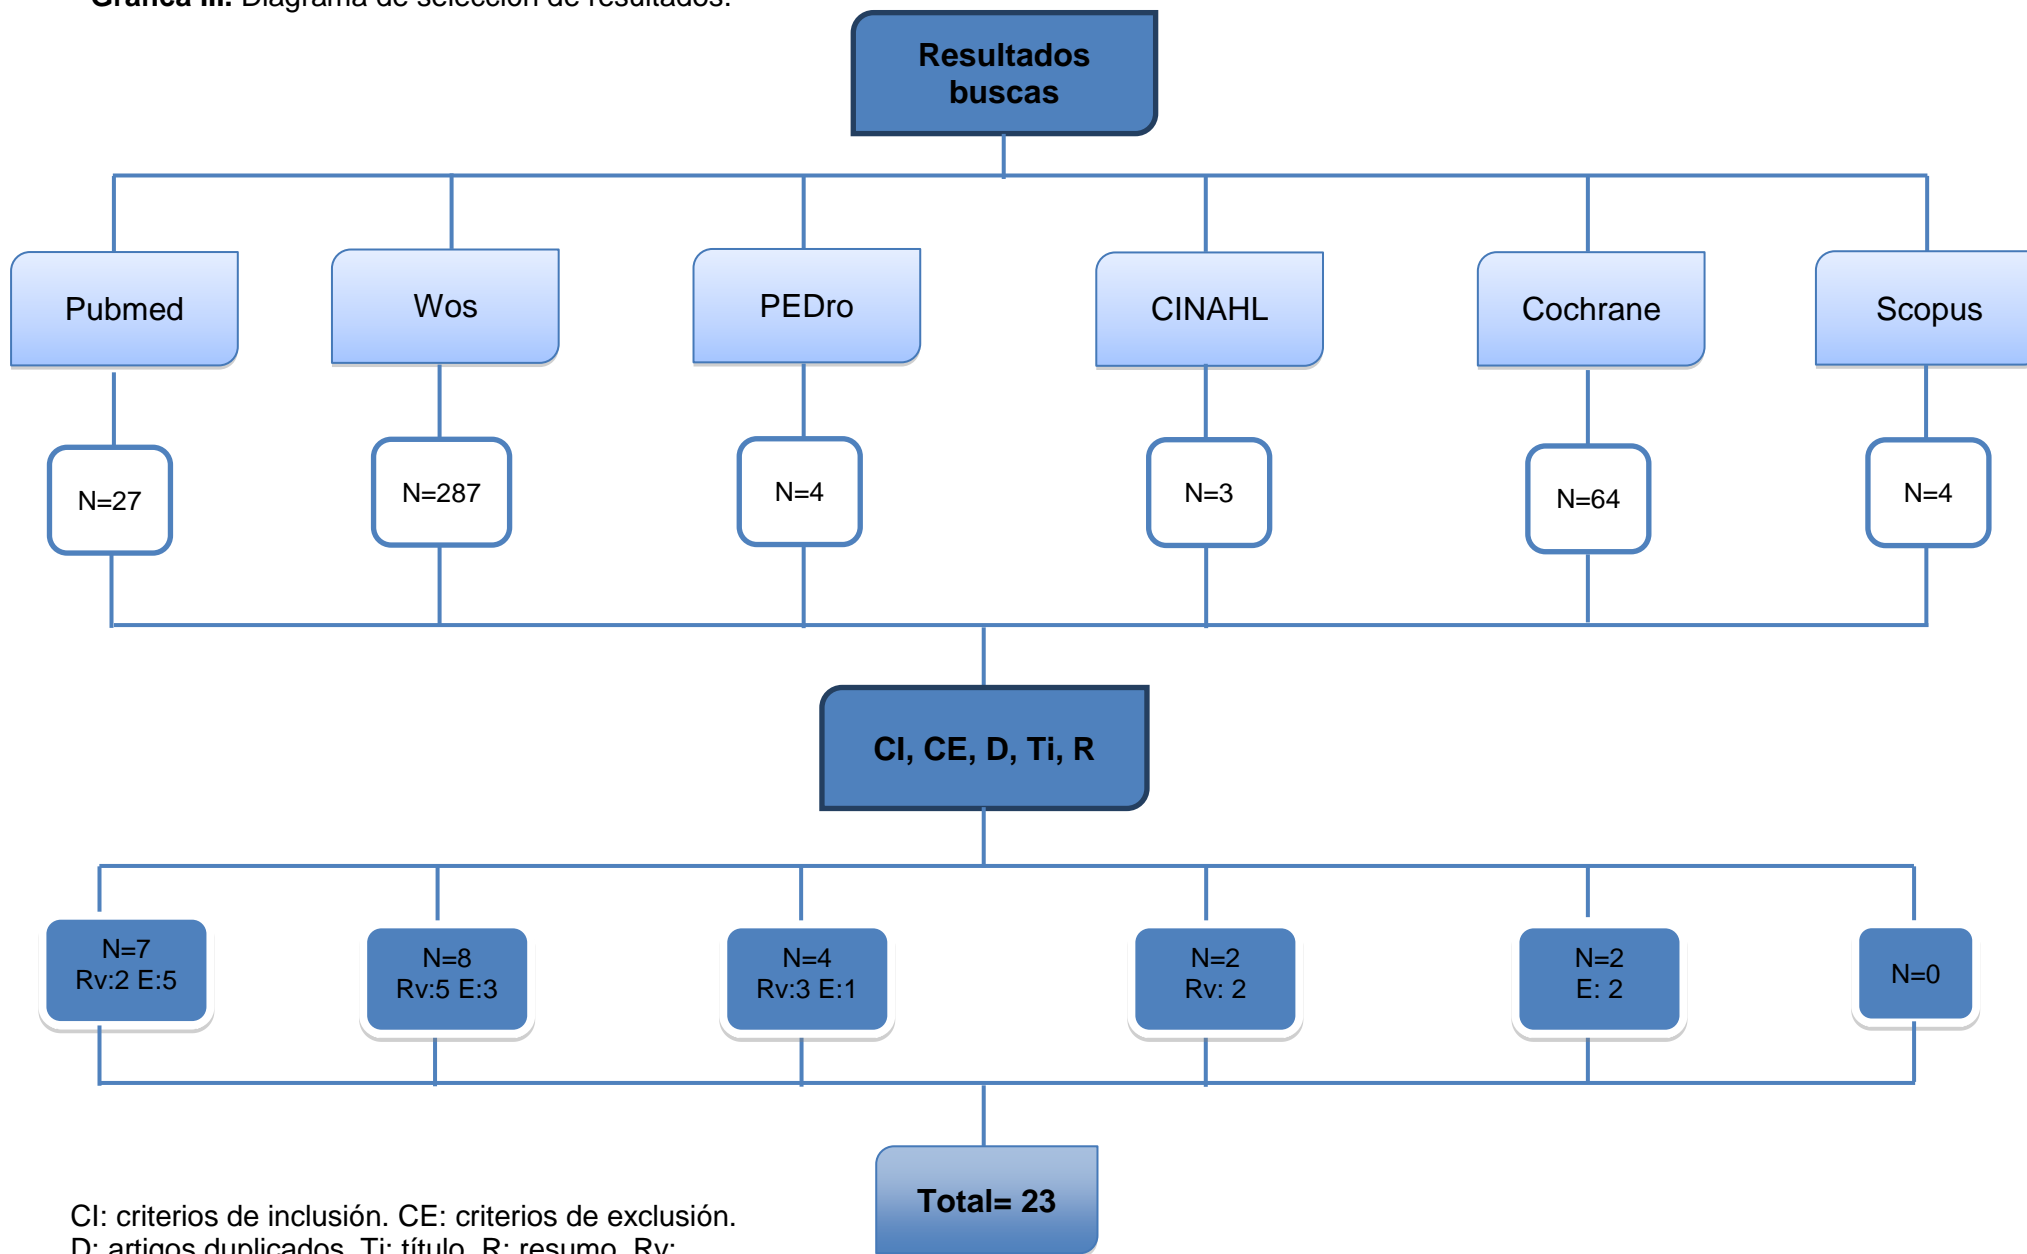 Gráfica III. Diagrama de selección de resultados.
Resultados
buscas
Pubmed
Wos
PEDro
CINAHL
Cochrane
Scopus
N=27
N=287
N=4
N=3
N=64
N=4
CI, CE, D, Ti, R
N=7
Rv:2 E:5
N=8
Rv:5 E:3
N=4
Rv:3 E:1
N=2
Rv: 2
N=2
E: 2
N=0
Total= 23
CI: criterios de inclusión. CE: criterios de exclusión.
D: artigos duplicados. Ti: título. R: resumo. Rv: